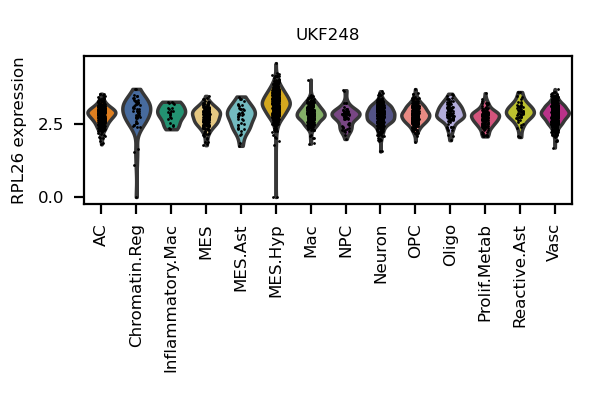 UKF248
RPL26 expression
2.5
0.0
AC
Chromatin.Reg
Inflammatory.Mac
MES
MES.Ast
MES.Hyp
Mac
NPC
Neuron
OPC
Oligo
Prolif.Metab
Reactive.Ast
Vasc